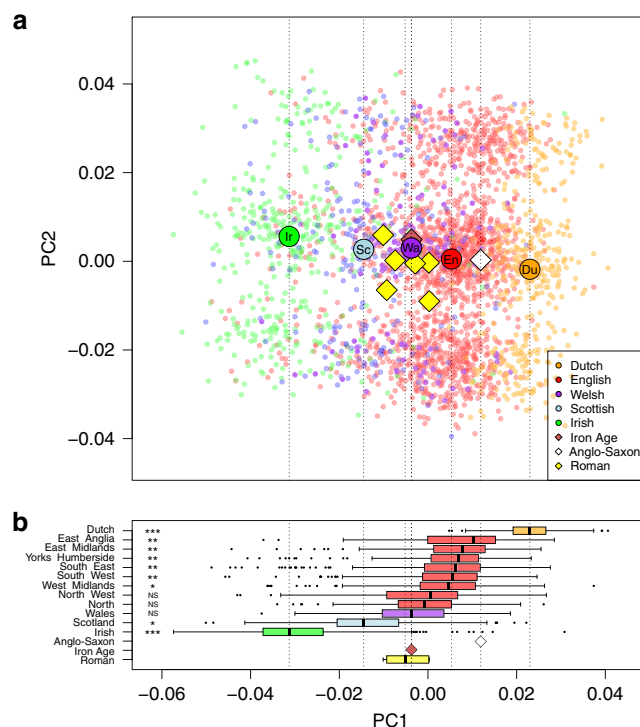 a
PC2
0.04
0.02
0.00
−0.02
−0.04
Ir
Sc
Wa
En
Du
Dutch
English
Welsh
Scottish
Irish
Iron Age
Anglo-Saxon
Roman
b
Dutch ***
East Anglia **
East Midlands **
Yorks Humberside **
South East **
South West **
West Midlands *
North West NS
North NS
Wales NS
Scotland *
Irish ***
Anglo-Saxon
Iron Age
Roman
−0.06 −0.04 −0.02 0.00 0.02 0.04
PC1